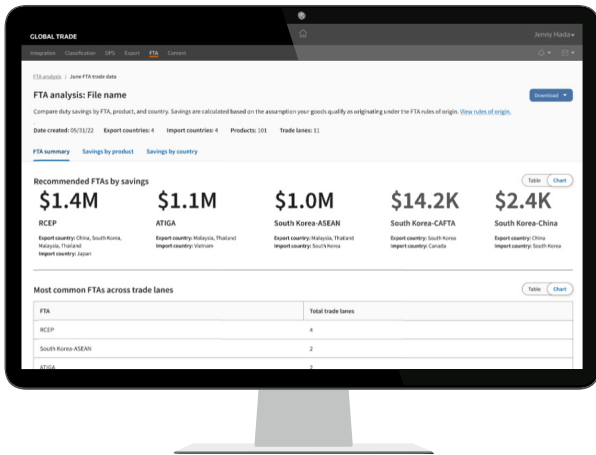 GLOBAL TRADE
Jenny Hada
Integration Classification DPS Export FTA Content
FTA analysis / June FTA trade data
FTA analysis: File name
Download
Compare duty savings by FTA, product, and country. Savings are calculated based on the assumption your goods qualify as originating under the FTA rules of origin. View rules of origin.
Date created: 05/31/22 Export countries: 4 Import countries: 4 Products: 101 Trade lanes: 11
FTA summary Savings by product Savings by country
Recommended FTAs by savings
Table Chart
$1.4M $1.1M $1.0M $14.2K $2.4K
RCEP ATIGA South Korea-ASEAN South Korea-CAFTA South Korea-China
Export country: China, South Korea, Export country: Malaysia, Thailand Export country: Malaysia, Thailand Export country: South Korea Export country: China
Malaysia, Thailand Import country: Vietnam Import country: South Korea Import country: Canada Import country: South Korea
Import country: Japan
Most common FTAs across trade lanes
Table Chart
FTA Total trade lanes
RCEP 4
South Korea-ASEAN 2
ATIGA 2